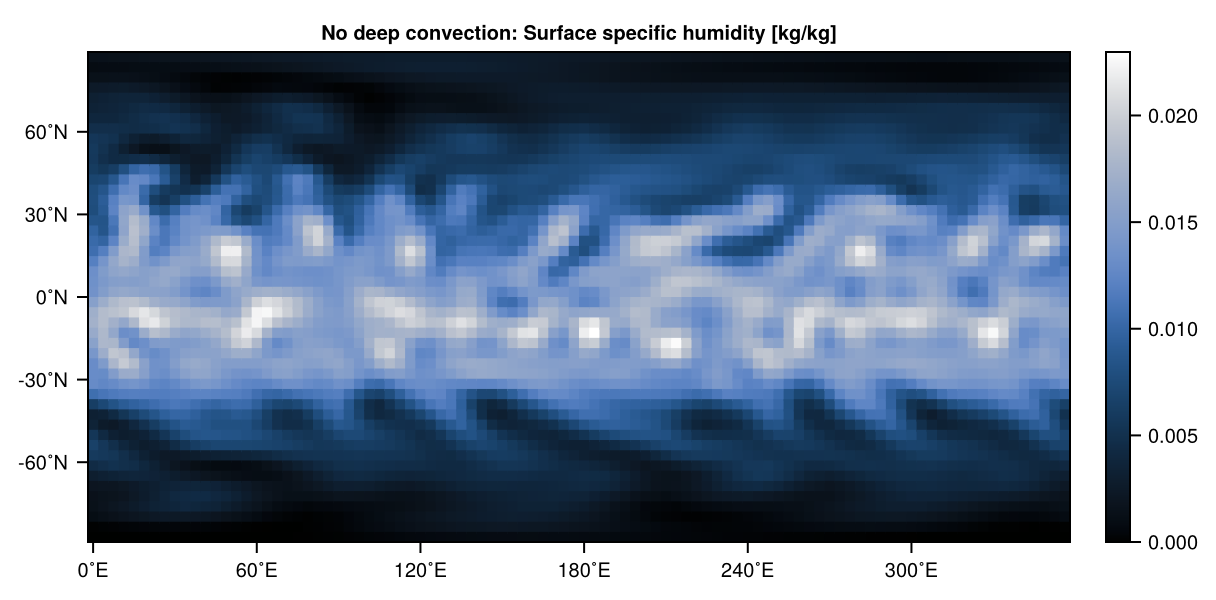 No deep convection: Surface specific humidity [kg/kg]
60˚N
30˚N
0˚N
-30˚N
-60˚N
0˚E
60˚E
120˚E
180˚E
240˚E
300˚E
0.020
0.015
0.010
0.005
0.000